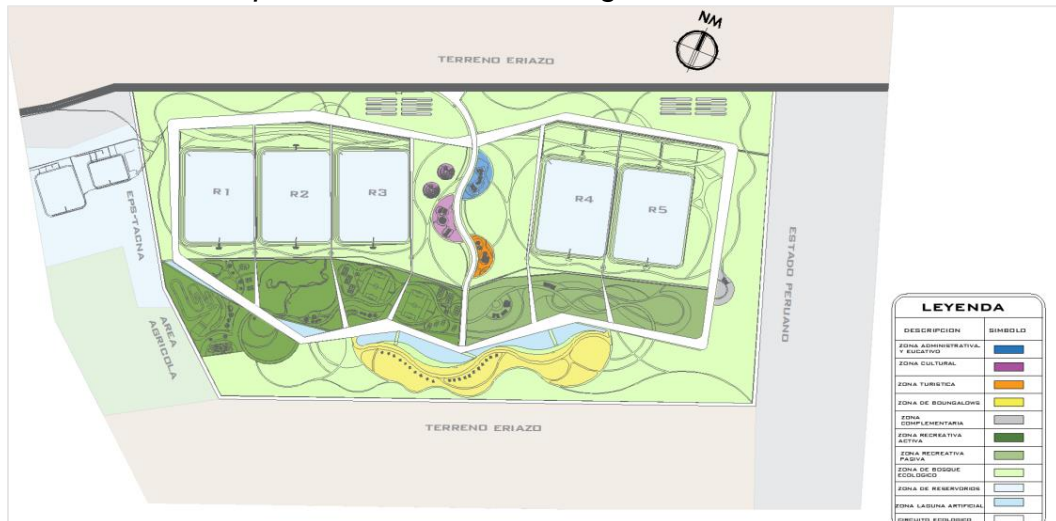 NM
TERRENO ERIAZO
R1
R2
R3
R4
R5
EPS-TACNA
AREA
AGRICOLA
ESTADO PERUANO
TERRENO ERIAZO
LEYENDA
DESCRIPCION SIMBOLO
ZONA ADMINISTRATIVA
Y EUCATIVO
ZONA CULTURAL
ZONA TURISTICA
ZONA DE BOUNGALOWS
ZONA
COMPLEMENTARIA
ZONA RECREATIVA
ACTIVA
ZONA RECREATIVA
PASIVA
ZONA DE BOSQUE
ECOLOGICO
ZONA DE RESERVORIOS
ZONA LAGUNA ARTIFICIAL
CIRCUITO ECOLOGICO